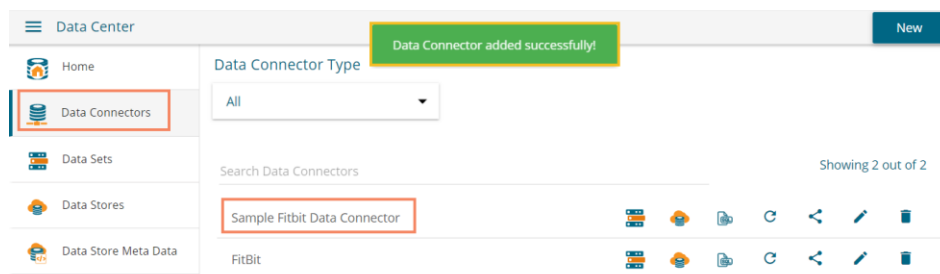 Data Center
Data Connector added successfully!
New
Home
Data Connector Type
Data Connectors
All
Data Sets
Search Data Connectors
Showing 2 out of 2
Data Stores
Sample Fitbit Data Connector
Data Store Meta Data
FitBit